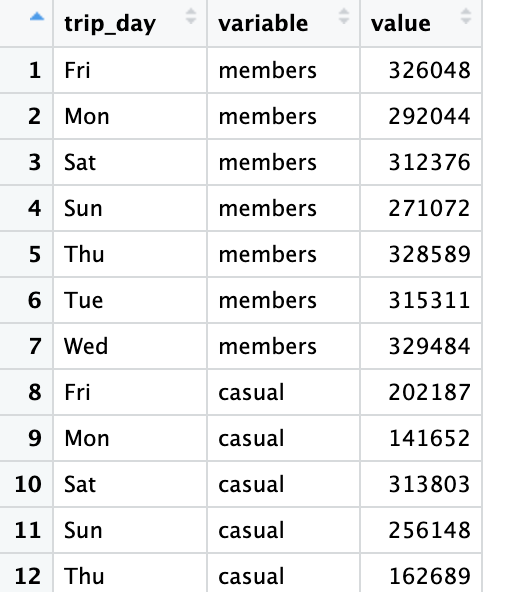 trip_day variable value
1 Fri members 326048
2 Mon members 292044
3 Sat members 312376
4 Sun members 271072
5 Thu members 328589
6 Tue members 315311
7 Wed members 329484
8 Fri casual 202187
9 Mon casual 141652
10 Sat casual 313803
11 Sun casual 256148
12 Thu casual 162689